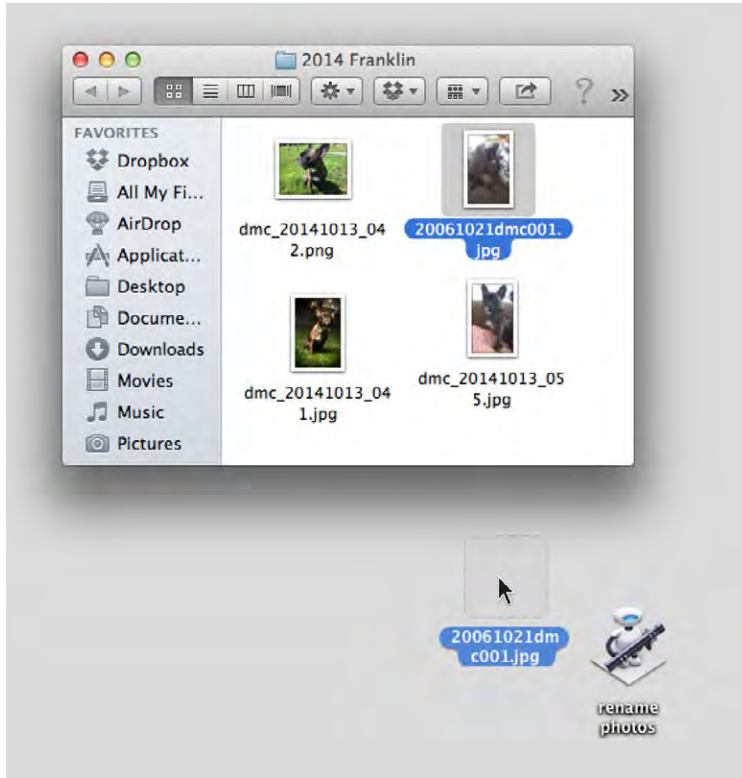 2014 Franklin
?
»
FAVORITES
Dropbox
All My Fi...
AirDrop
Applicat...
Desktop
Docume...
Downloads
Movies
Music
Pictures
dmc_20141013_04
2.png
20061021dmc001.
jpg
dmc_20141013_04
1.jpg
dmc_20141013_05
5.jpg
20061021dm
c001.jpg
rename
photos